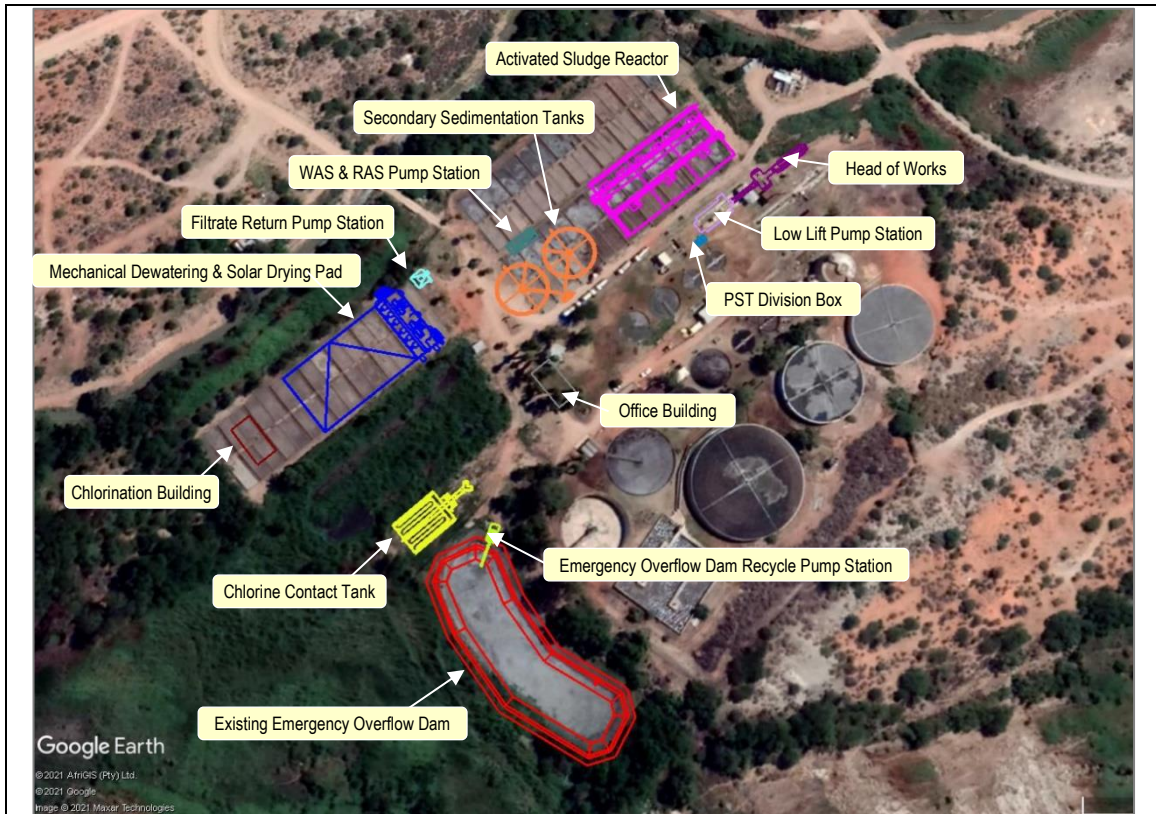 Activated Sludge Reactor
Secondary Sedimentation Tanks
WAS & RAS Pump Station
Head of Works
Filtrate Return Pump Station
Low Lift Pump Station
Mechanical Dewatering & Solar Drying Pad
PST Division Box
Office Building
Chlorination Building
Emergency Overflow Dam Recycle Pump Station
Chlorine Contact Tank
Existing Emergency Overflow Dam
Google Earth
© 2021 AfriGIS (Pty) Ltd.
© 2021 Google
Image © 2021 Maxar Technologies